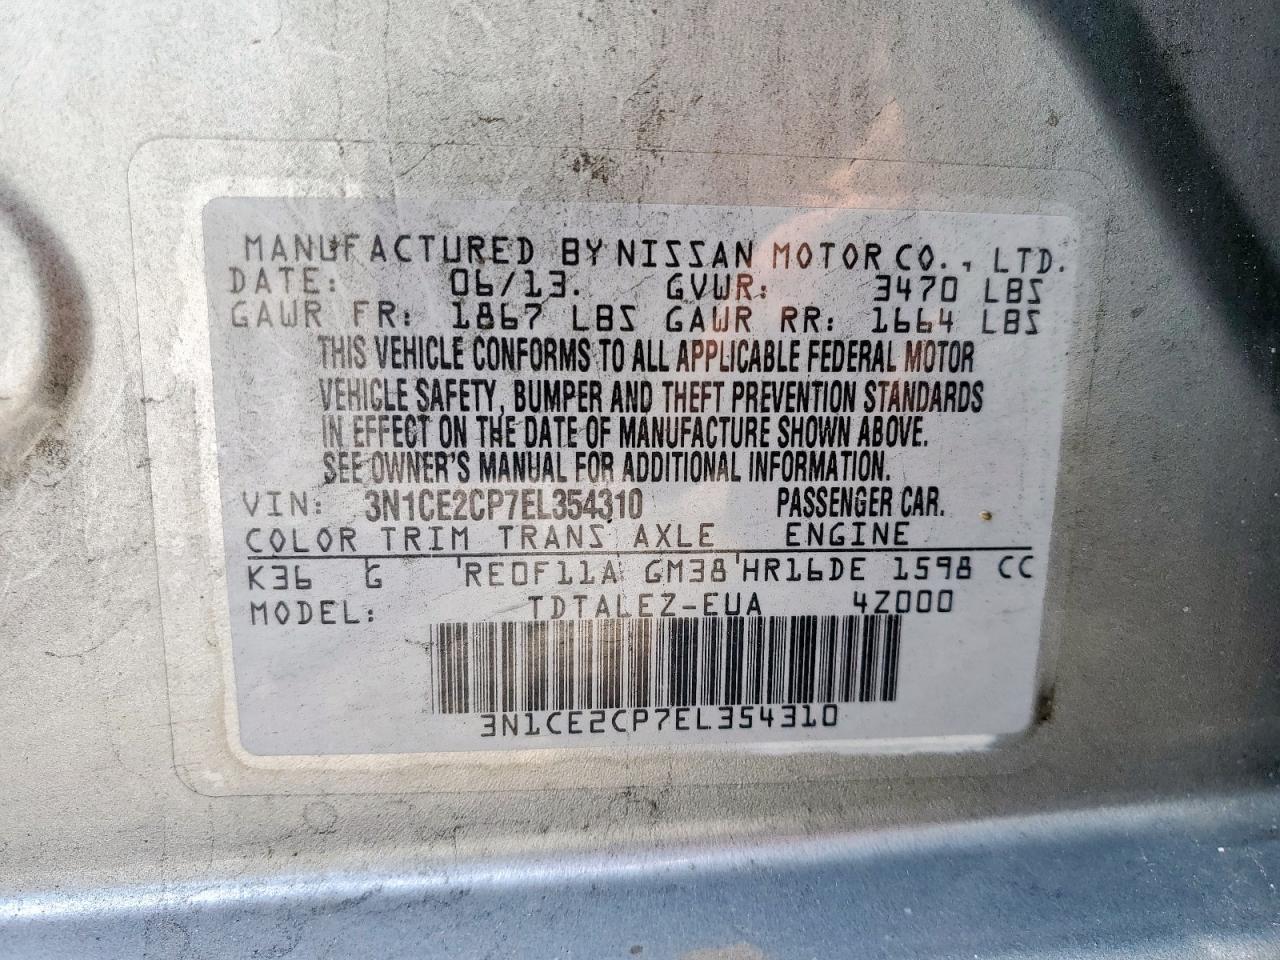 MANUFACTURED BY NISSAN MOTOR CO., LTD.
DATE: 06/13. GVWR: 3470 LBS
GAWR FR: 1867 LBS GAWR RR: 1664 LBS
THIS VEHICLE CONFORMS TO ALL APPLICABLE FEDERAL MOTOR
VEHICLE SAFETY, BUMPER AND THEFT PREVENTION STANDARDS
IN EFFECT ON THE DATE OF MANUFACTURE SHOWN ABOVE.
SEE OWNER'S MANUAL FOR ADDITIONAL INFORMATION.
VIN: 3N1CE2CP7EL354310 PASSENGER CAR.
COLOR TRIM TRANS AXLE ENGINE
K36 G 'RE0F11A GM38'HR16DE 1598 CC
MODEL: TDTALEZ-EUA 4Z000
3N1CE2CP7EL354310